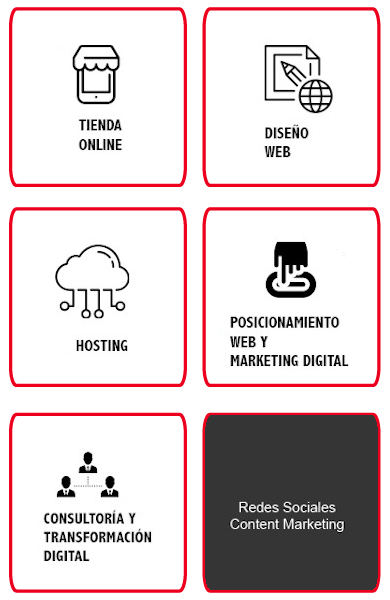 TIENDA
ONLINE
DISEÑO
WEB
HOSTING
POSICIONAMIENTO
WEB Y
MARKETING DIGITAL
CONSULTORÍA Y
TRANSFORMACIÓN
DIGITAL
Redes Sociales
Content Marketing